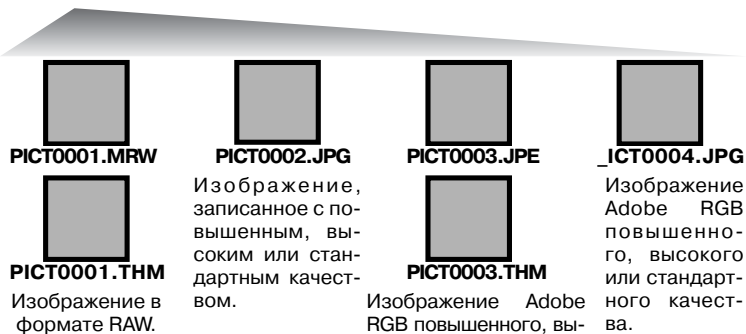 PICT0001.MRW
PICT0001.THM
Изображение в
формате RAW.
PICT0002.JPG
Изображение,
записанное с по-
вышенным, вы-
соким или стан-
дартным качест-
вом.
PICT0003.JPE
PICT0003.THM
Изображение Adobe
RGB повышенного, вы-
_ICT0004.JPG
Изображение
Adobe RGB
повышенно-
го, высокого
или стандарт-
ного качест-
ва.